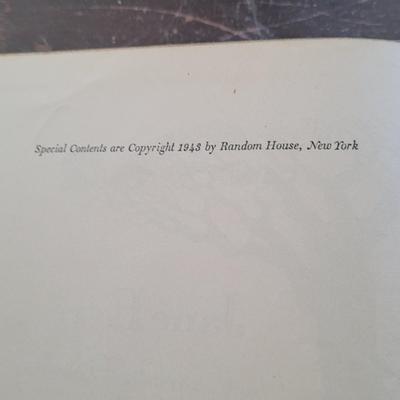 Special Contents are Copyright 1943 by Random House, New York